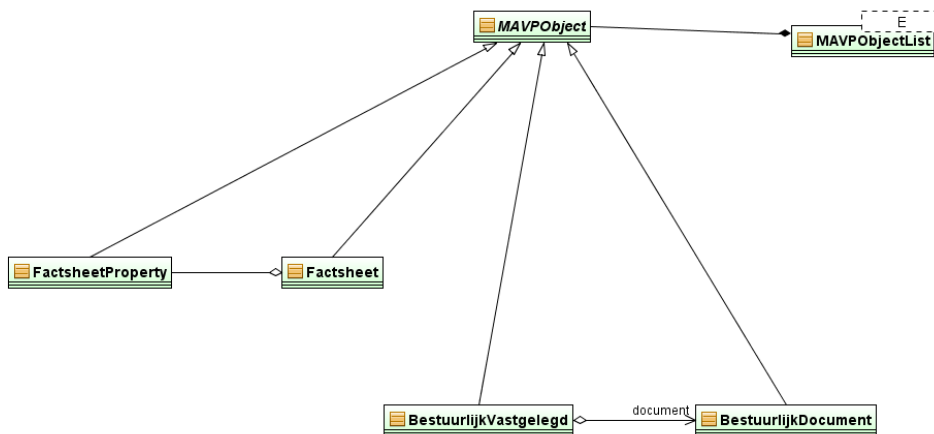 MAVPObject
E
MAVPObjectList
FactsheetProperty
Factsheet
document
BestuurlijkVastgelegd
BestuurlijkDocument